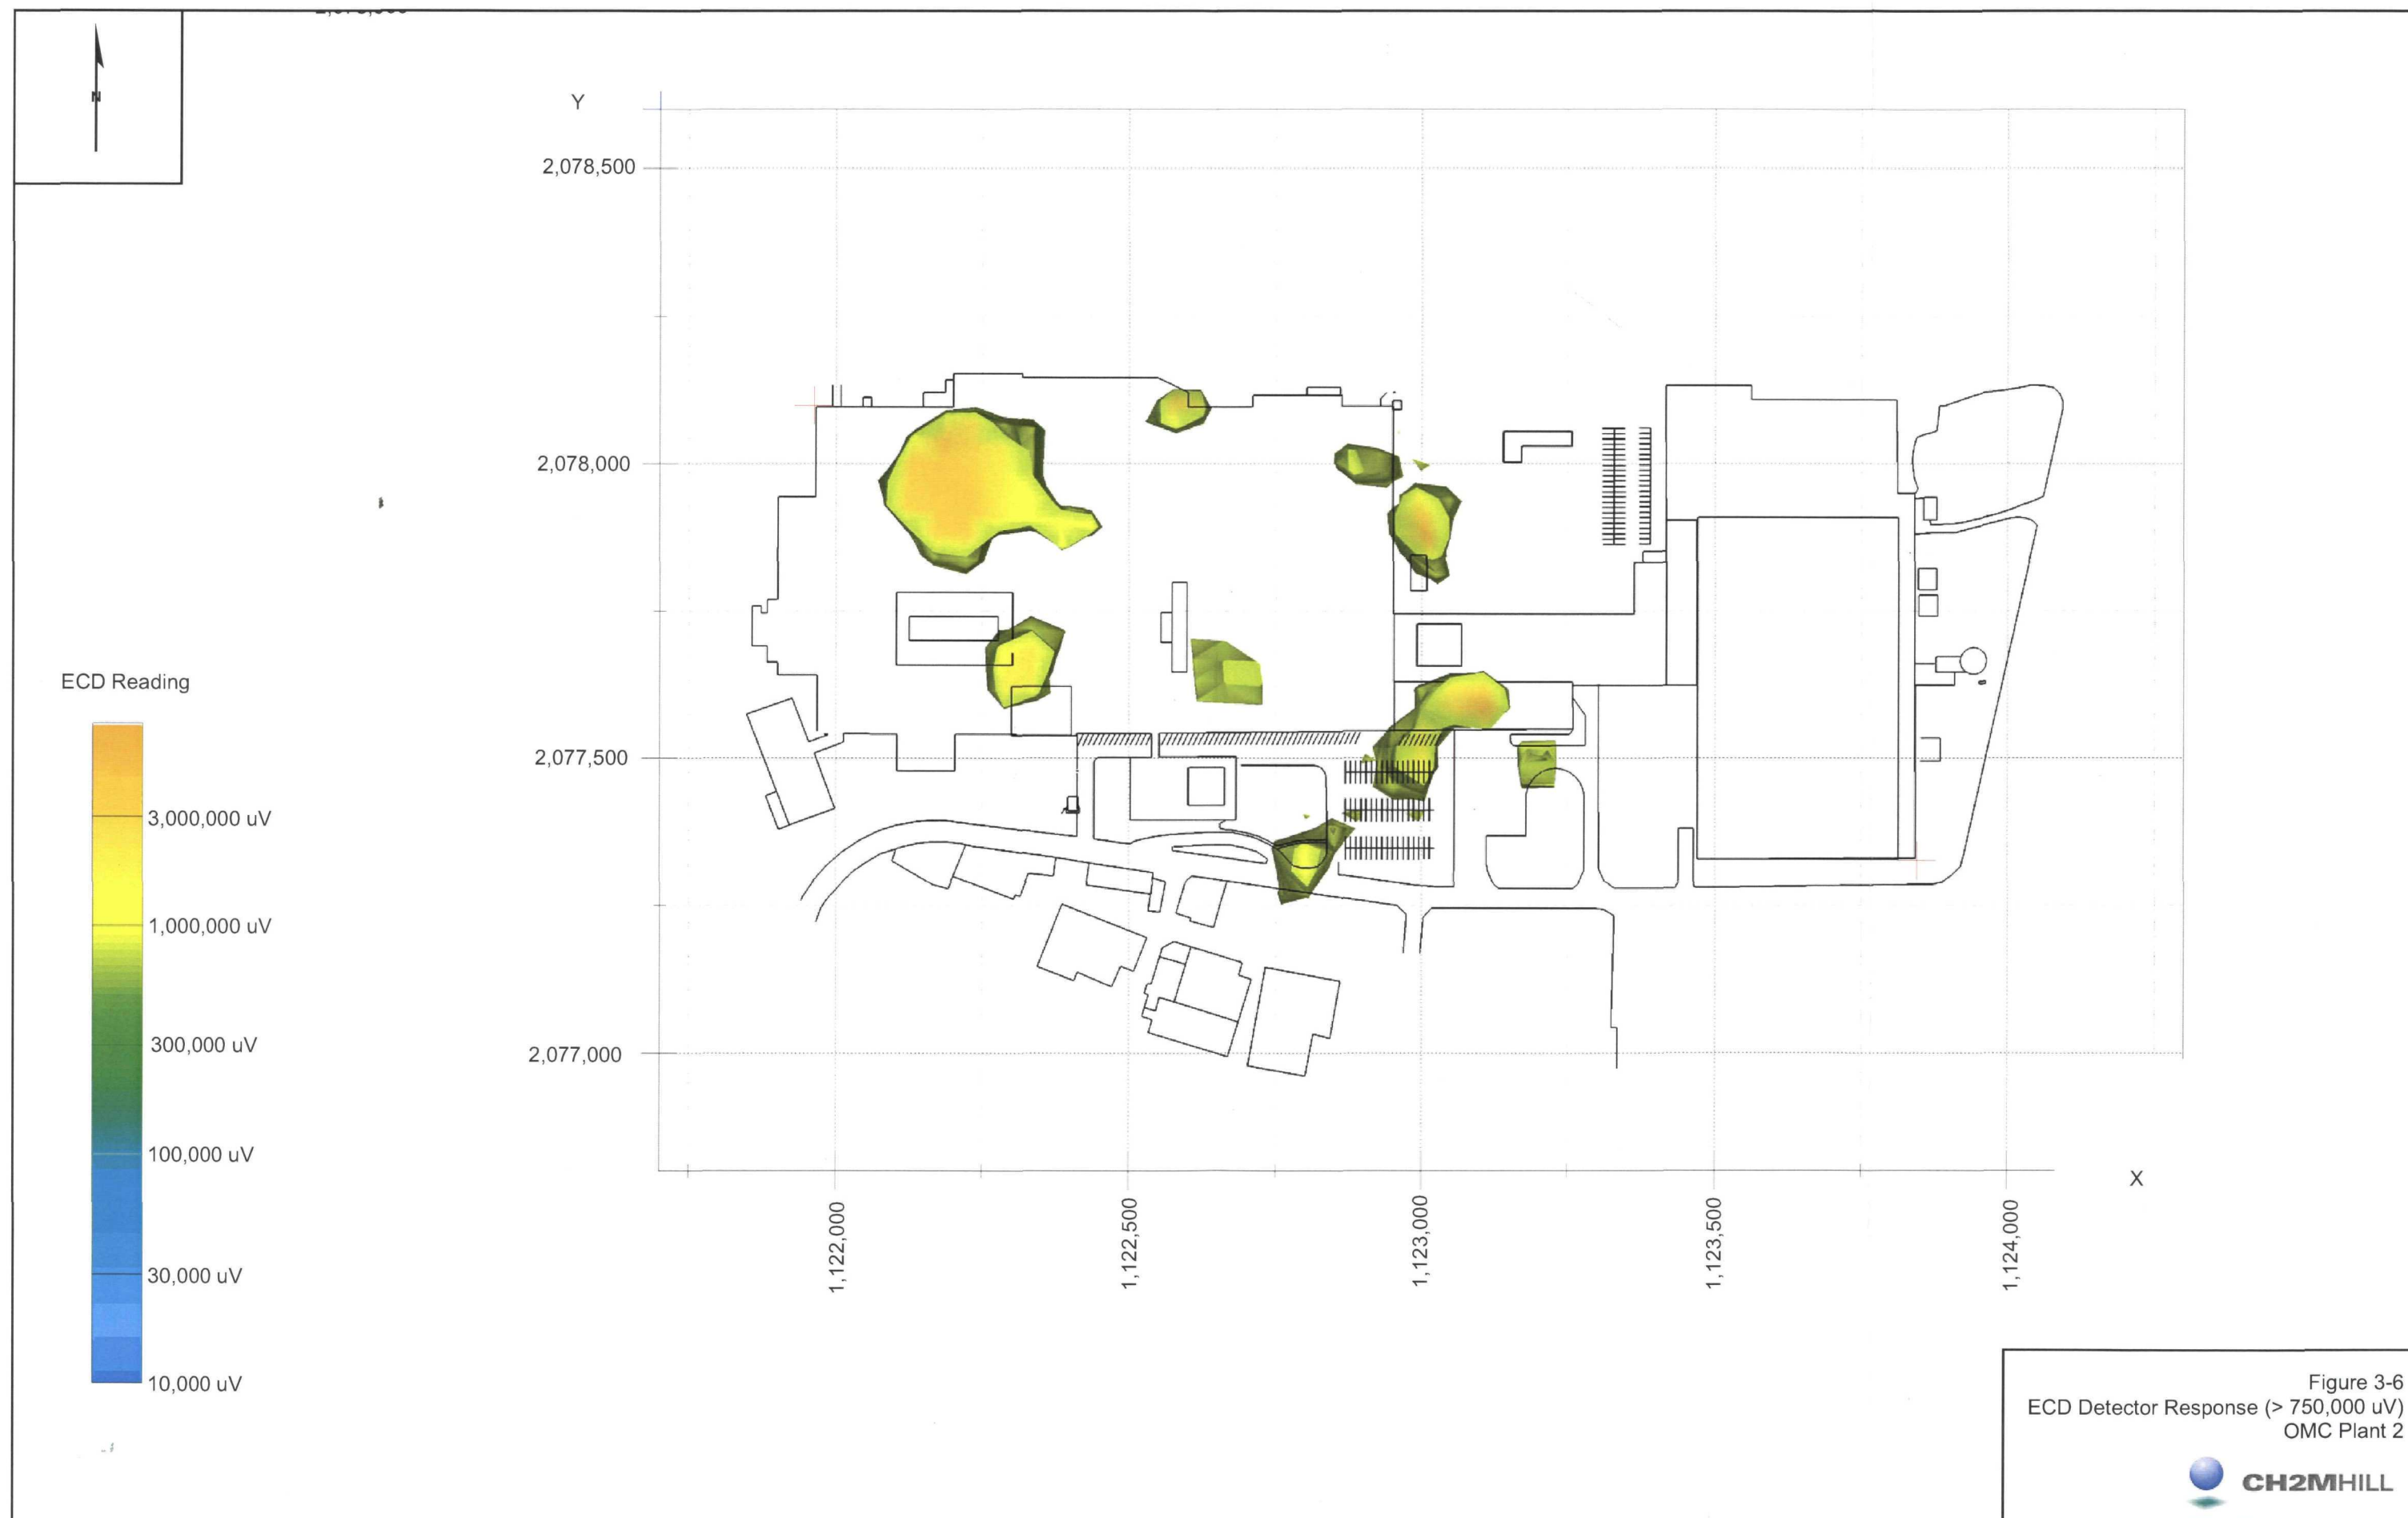 N
Y
2,078,500
2,078,000
2,077,500
2,077,000
X
1,122,000
1,122,500
1,123,000
1,123,500
1,124,000
ECD Reading
3,000,000 uV
1,000,000 uV
300,000 uV
100,000 uV
30,000 uV
10,000 uV
Figure 3-6
ECD Detector Response (> 750,000 uV)
OMC Plant 2
CH2MHILL